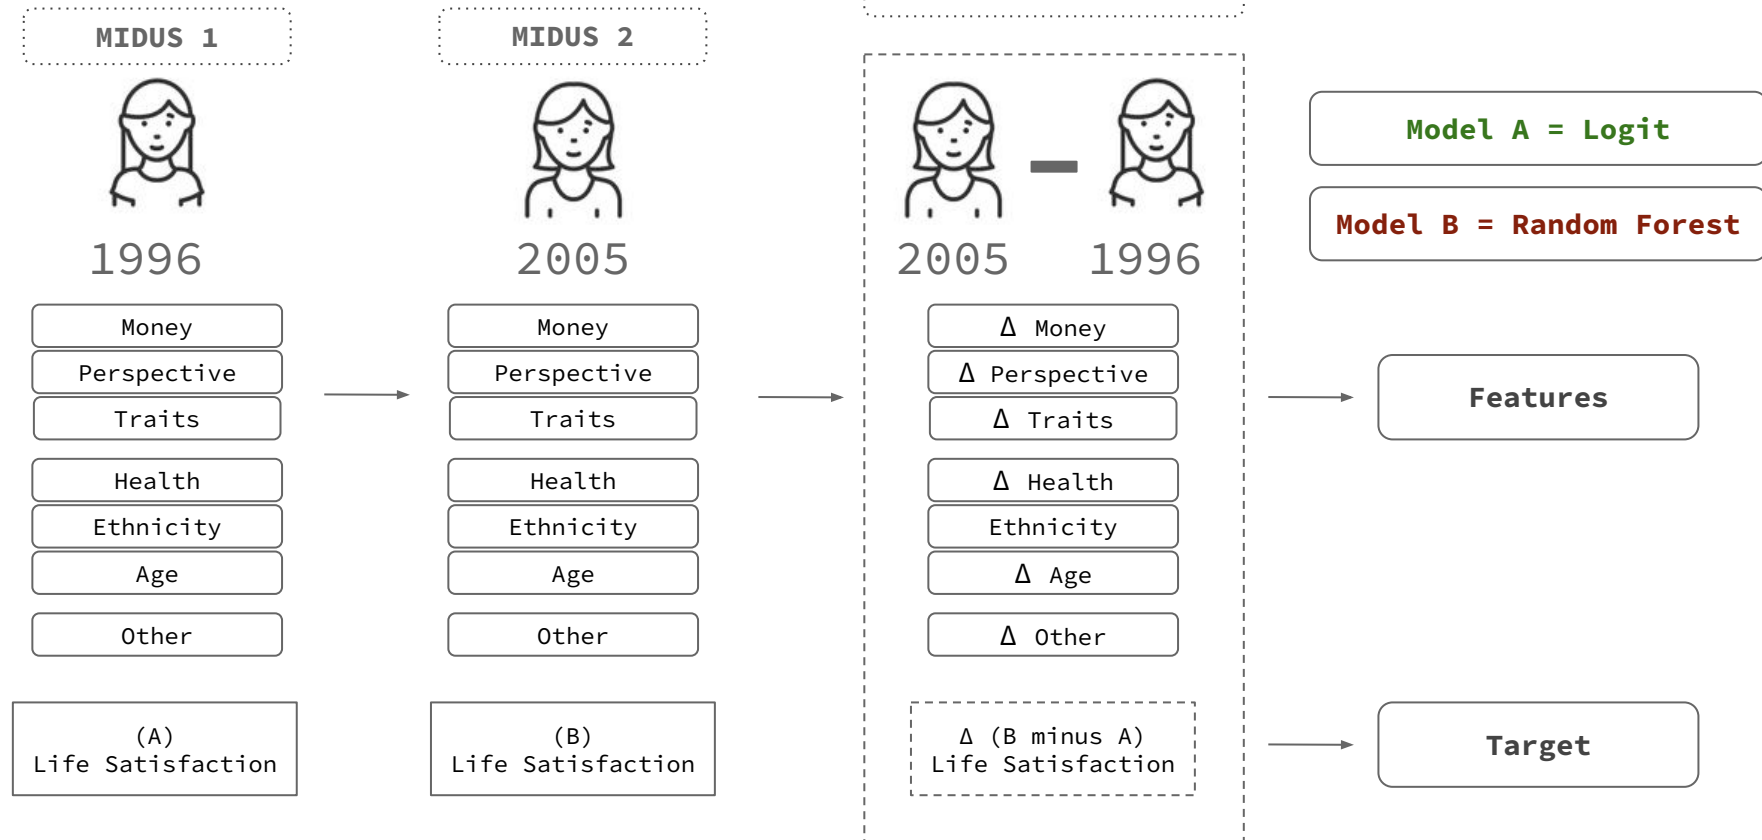 MIDUS 1
1996
Money
Perspective
Traits
Health
Ethnicity
Age
Other
(A)
Life Satisfaction
MIDUS 2
2005
Money
Perspective
Traits
Health
Ethnicity
Age
Other
(B)
Life Satisfaction
2005
1996
Δ Money
Δ Perspective
Δ Traits
Δ Health
Ethnicity
Δ Age
Δ Other
Δ (B minus A)
Life Satisfaction
Model A = Logit
Model B = Random Forest
Features
Target